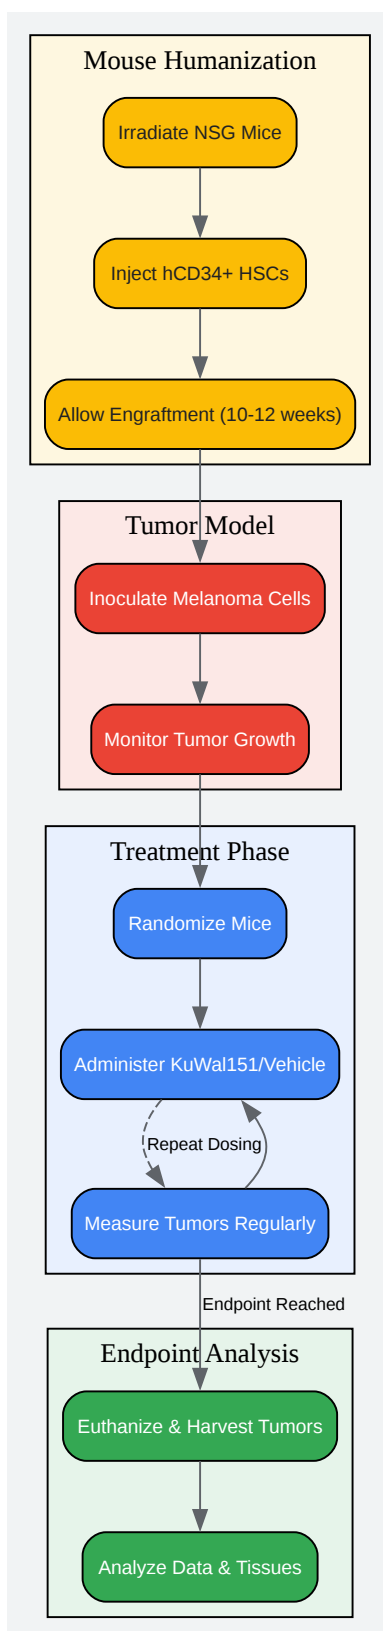 Mouse Humanization
Irradiate NSG Mice
Inject hCD34+ HSCs
Allow Engraftment (10-12 weeks)
Tumor Model
Inoculate Melanoma Cells
Monitor Tumor Growth
Treatment Phase
Randomize Mice
Administer KuWal151/Vehicle
Repeat Dosing
Measure Tumors Regularly
Endpoint Reached
Endpoint Analysis
Euthanize & Harvest Tumors
Analyze Data & Tissues